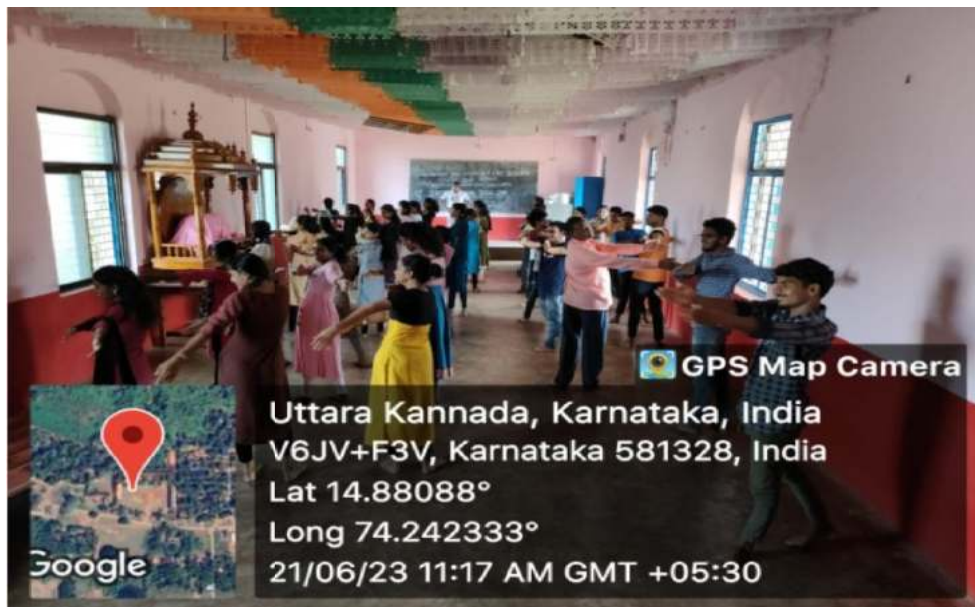 GPS Map Camera
Uttara Kannada, Karnataka, India
V6JV+F3V, Karnataka 581328, India
Lat 14.88088°
Long 74.242333°
21/06/23 11:17 AM GMT +05:30
Google